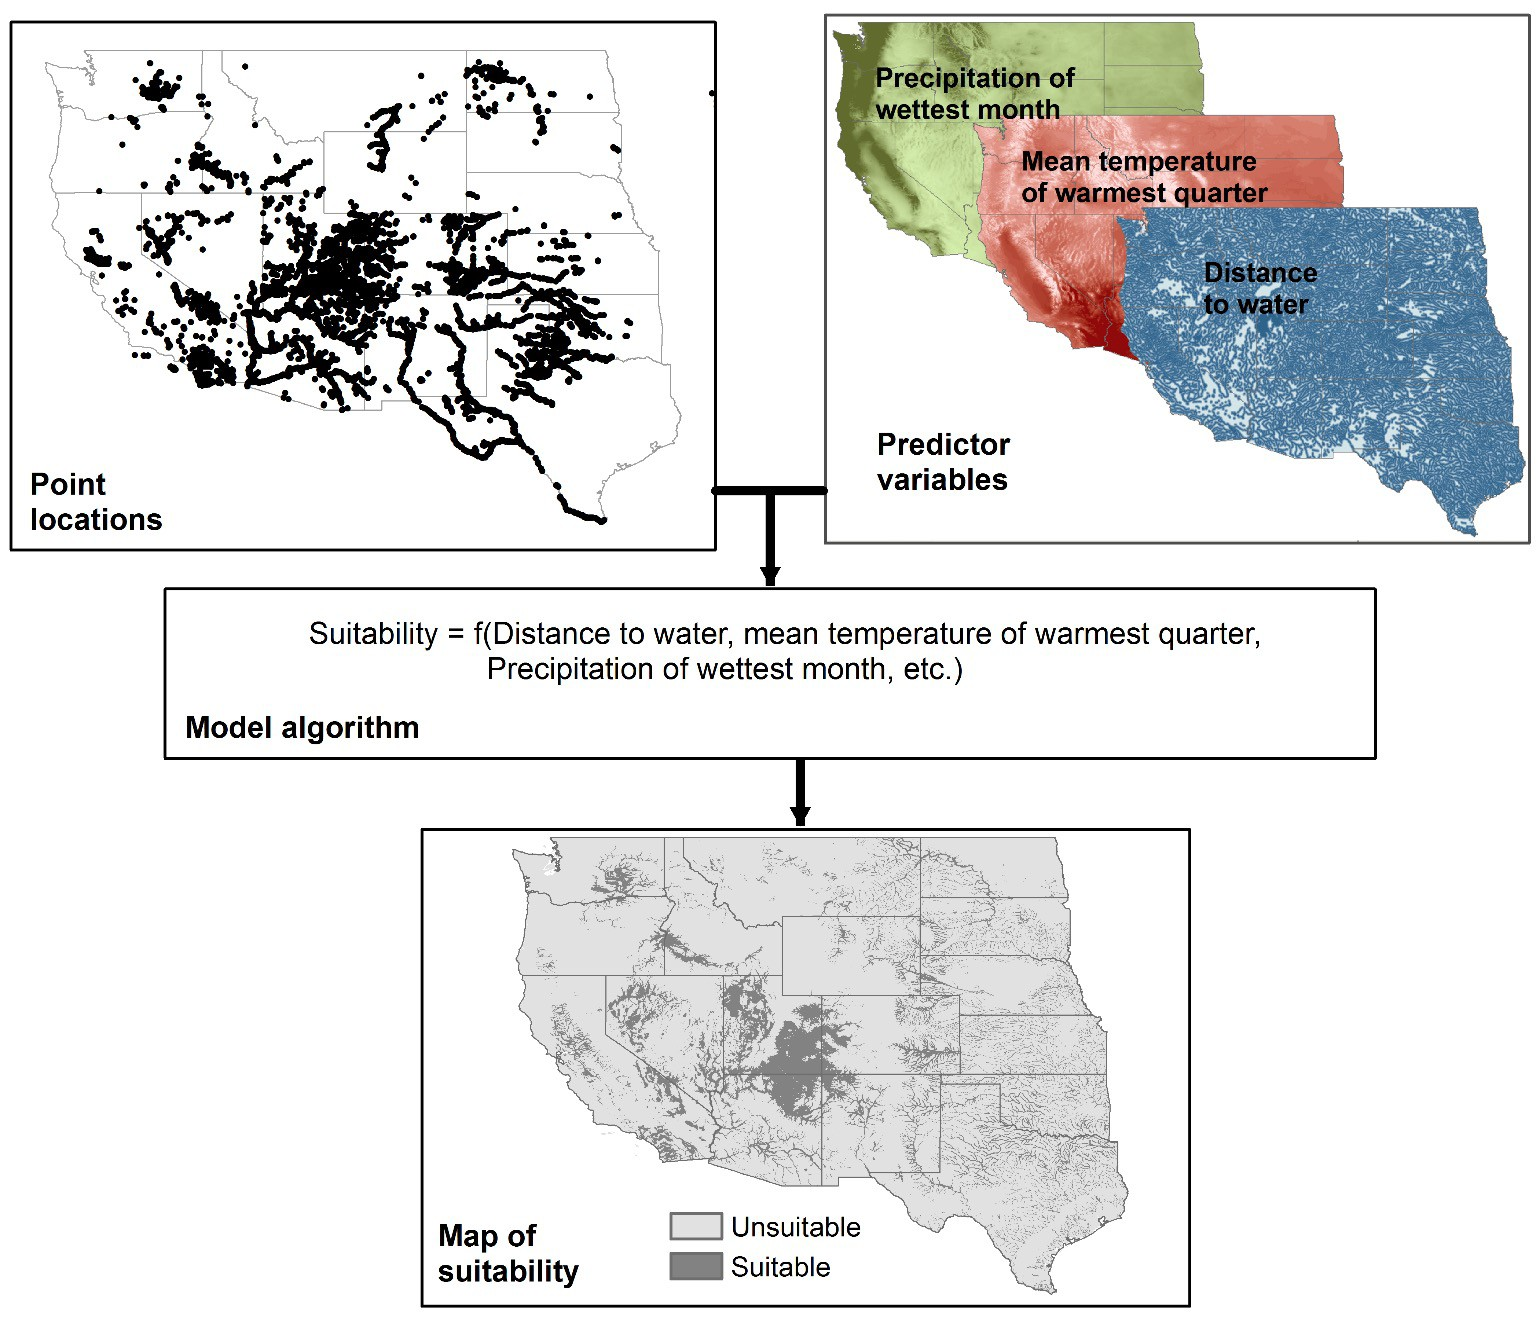 Point
locations
Precipitation of
wettest month
Mean temperature
of warmest quarter
Distance
to water
Predictor
variables
Suitability = f(Distance to water, mean temperature of warmest quarter,
Precipitation of wettest month, etc.)
Model algorithm
Map of
suitability
Unsuitable
Suitable